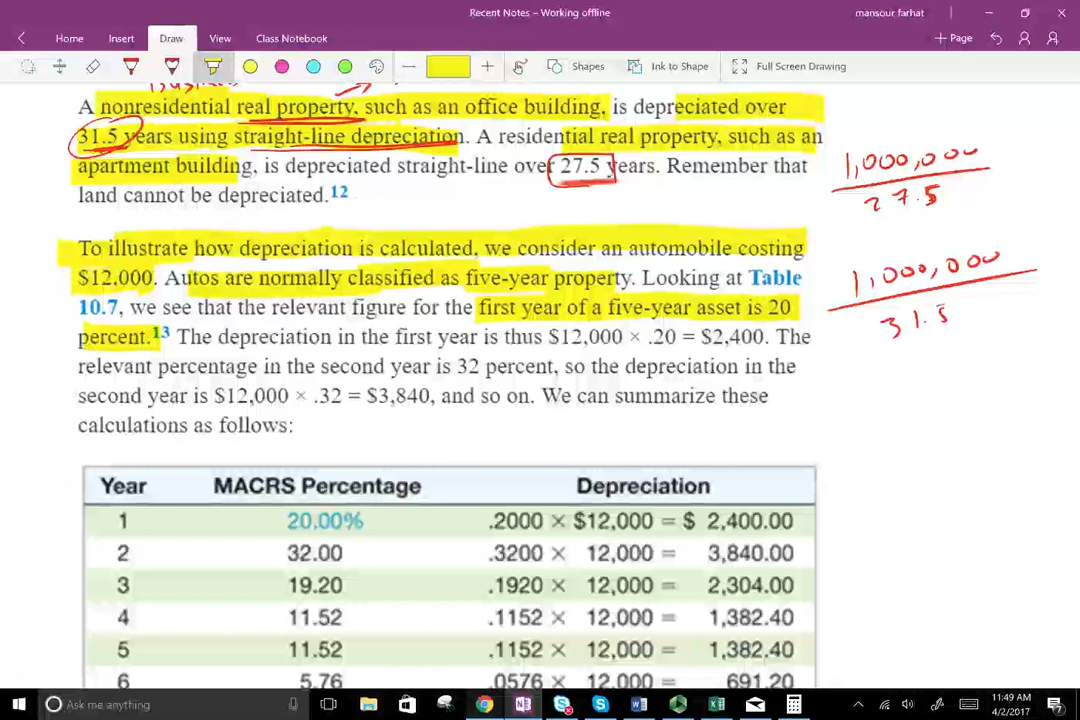 Recent Notes – Working offline
mansour farhat
Home Insert Draw View Class Notebook
Page
Shapes Ink to Shape Full Screen Drawing
A nonresidential real property, such as an office building, is depreciated over
31.5 years using straight-line depreciation. A residential real property, such as an
apartment building, is depreciated straight-line over 27.5 years. Remember that
land cannot be depreciated.12
1,000,000
27.5
To illustrate how depreciation is calculated, we consider an automobile costing
$12,000. Autos are normally classified as five-year property. Looking at Table
10.7, we see that the relevant figure for the first year of a five-year asset is 20
percent.13 The depreciation in the first year is thus $12,000 × .20 = $2,400. The
relevant percentage in the second year is 32 percent, so the depreciation in the
second year is $12,000 × .32 = $3,840, and so on. We can summarize these
calculations as follows:
1,000,000
31.5
Year MACRS Percentage Depreciation
1 20.00% .2000 × $12,000 = $ 2,400.00
2 32.00 .3200 × 12,000 = 3,840.00
3 19.20 .1920 × 12,000 = 2,304.00
4 11.52 .1152 × 12,000 = 1,382.40
5 11.52 .1152 × 12,000 = 1,382.40
6 5.76 .0576 × 12,000 = 691.20
Ask me anything
11:49 AM
4/2/2017